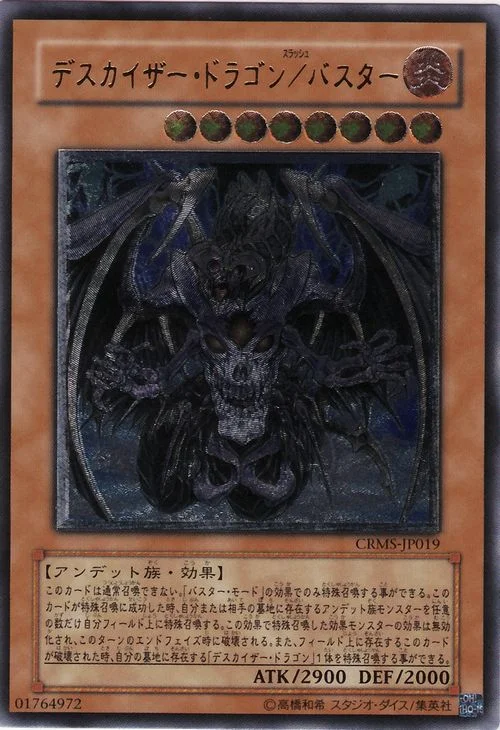 スラッシュ
デスカイザー・ドラゴン／バスター
CRMS-JP019
【アンデット族・効果】
このカードは通常召喚できない。「バスター・モード」の効果でのみ特殊召喚する事ができる。この
カードが特殊召喚に成功した時、自分または相手の墓地に存在するアンデット族モンスターを任意
の数だけ自分フィールド上に特殊召喚する。この効果で特殊召喚した効果モンスターの効果は無効
化され、このターンのエンドフェイズ時に破壊される。また、フィールド上に存在するこのカード
が破壊された時、自分の墓地に存在する「デスカイザー・ドラゴン」1体を特殊召喚する事ができる。
ATK/2900 DEF/2000
01764972
©高橋和希 スタジオ・ダイス/集英社